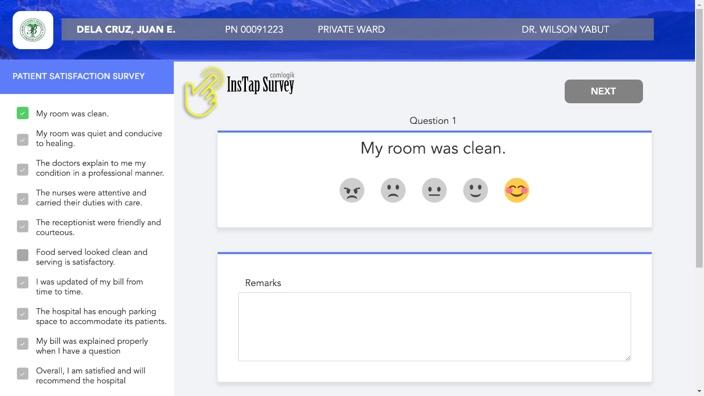 DELA CRUZ, JUAN E. PN 00091223 PRIVATE WARD DR. WILSON YABUT
PATIENT SATISFACTION SURVEY
My room was clean.
My room was quiet and conducive
to healing.
The doctors explain to me my
condition in a professional manner.
The nurses were attentive and
carried their duties with care.
The receptionist were friendly and
courteous.
Food served looked clean and
serving is satisfactory.
I was updated of my bill from
time to time.
The hospital has enough parking
space to accommodate its patients.
My bill was explained properly
when I have a question
Overall, I am satisfied and will
recommend the hospital
comlogik
InsTap Survey
NEXT
Question 1
My room was clean.
Remarks